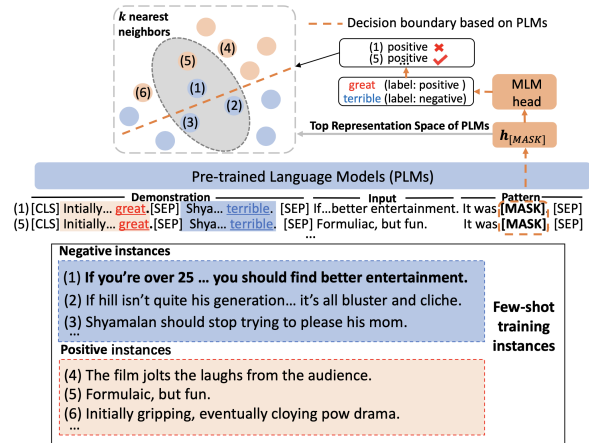 k nearest
neighbors
Decision boundary based on PLMs
(4)
(5)
(6)
(1)
(2)
(3)
(1) positive ✖
(5) positive ✔
...
great (label: positive )
terrible (label: negative)
MLM
head
Top Representation Space of PLMs
h[MASK]
Pre-trained Language Models (PLMs)
Demonstration Input Pattern
(1)[CLS] Intially... great.[SEP] Shya... terrible. [SEP] If...better entertainment. It was [MASK]. [SEP]
(5)[CLS] Initially... great.[SEP] Shya... terrible. [SEP] Formuliac, but fun. It was [MASK]. [SEP]
...
Negative instances
(1) If you're over 25 ... you should find better entertainment.
(2) If hill isn't quite his generation... it's all bluster and cliche.
(3) Shyamalan should stop trying to please his mom.
...
Few-shot
training
instances
Positive instances
(4) The film jolts the laughs from the audience.
(5) Formulaic, but fun.
(6) Initially gripping, eventually cloying pow drama.
...